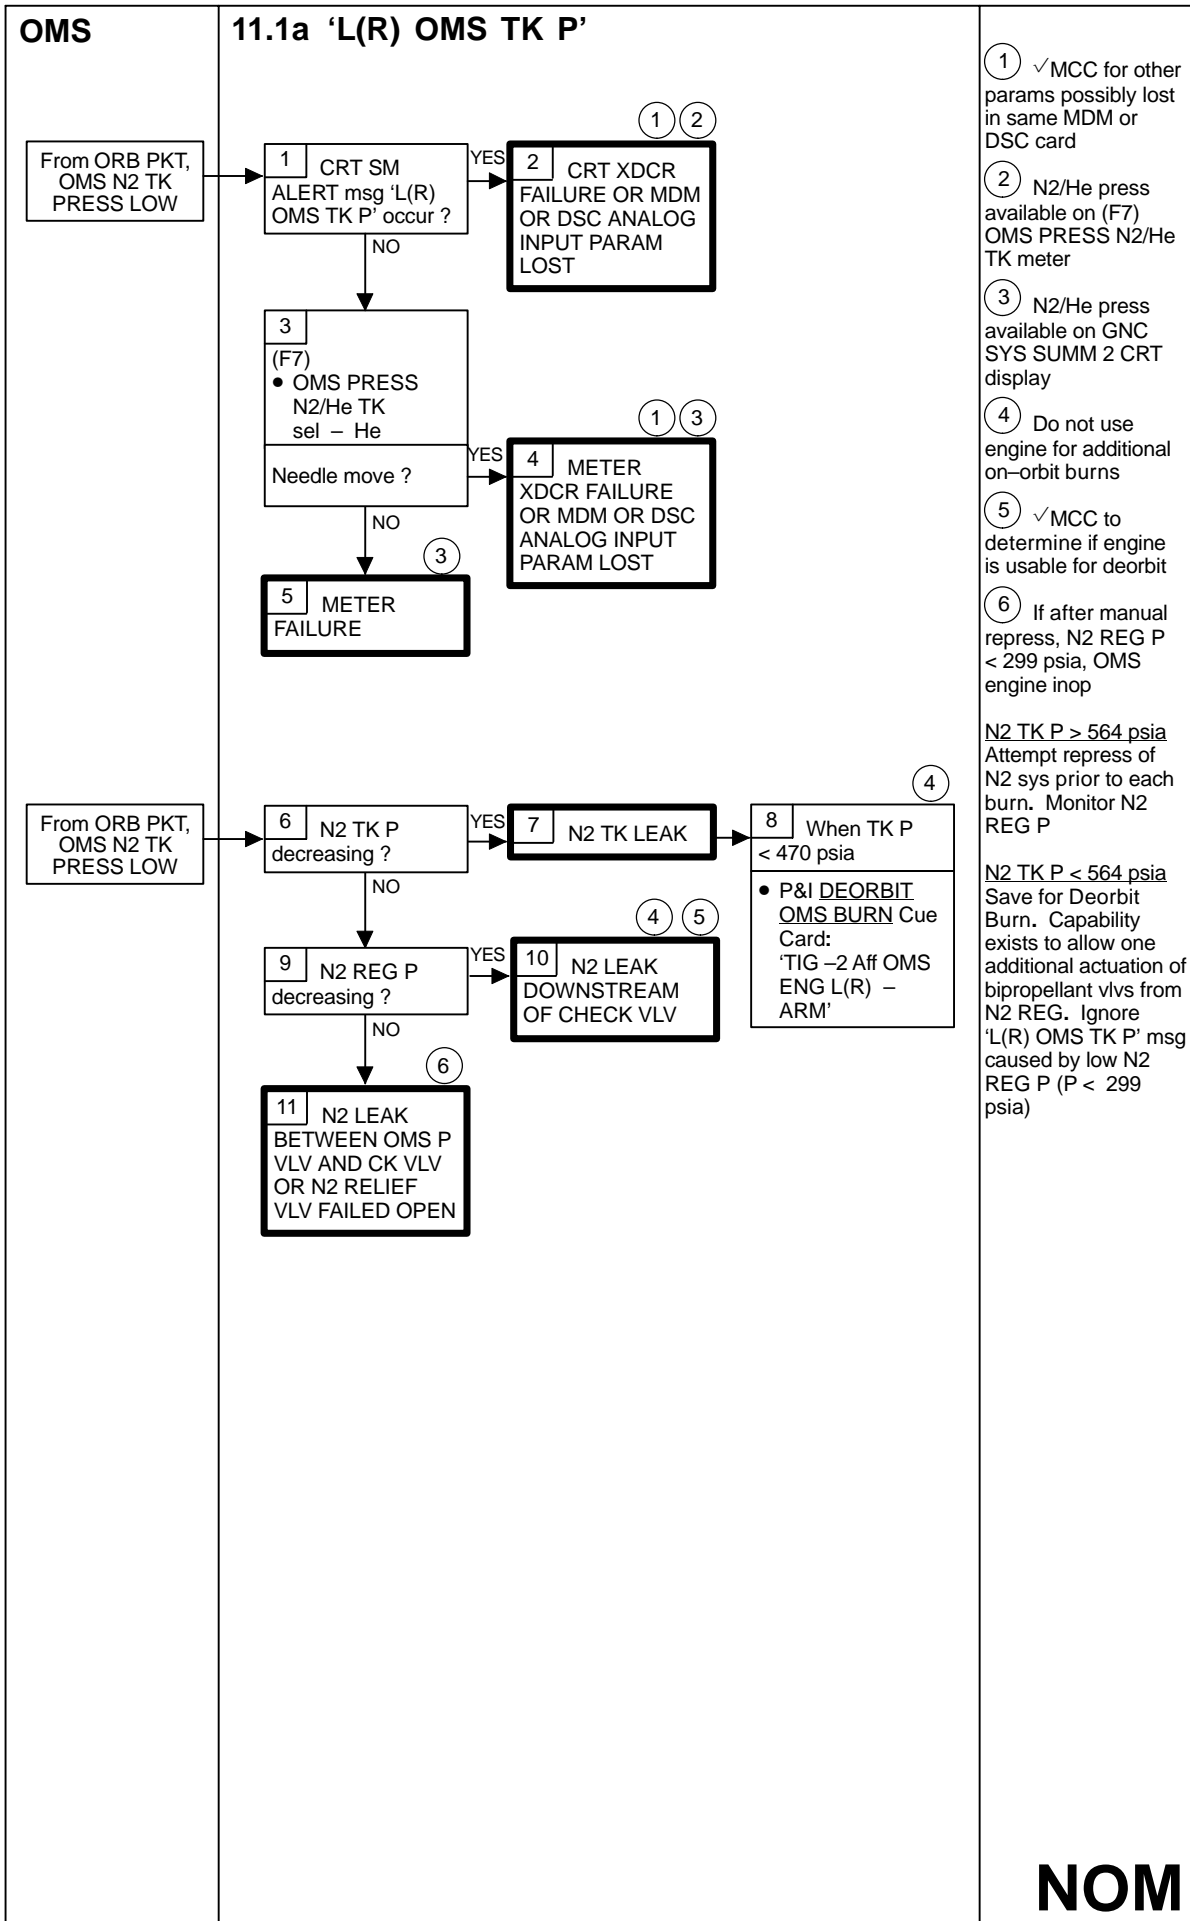 OMS
11.1a ‘L(R) OMS TK P’
From ORB PKT,
OMS N2 TK
PRESS LOW
1 CRT SM
ALERT msg ‘L(R)
OMS TK P’ occur ?
YES
NO
1 2
2 CRT XDCR
FAILURE OR MDM
OR DSC ANALOG
INPUT PARAM
LOST
3
(F7)
● OMS PRESS
N2/He TK
sel – He
Needle move ?
YES
NO
1 3
4 METER
XDCR FAILURE
OR MDM OR DSC
ANALOG INPUT
PARAM LOST
3
5 METER
FAILURE
From ORB PKT,
OMS N2 TK
PRESS LOW
6 N2 TK P
decreasing ?
YES
NO
7 N2 TK LEAK
4
8 When TK P
< 470 psia
● P&I DEORBIT
OMS BURN Cue
Card:
‘TIG –2 Aff OMS
ENG L(R) –
ARM’
9 N2 REG P
decreasing ?
YES
NO
4 5
10 N2 LEAK
DOWNSTREAM
OF CHECK VLV
6
11 N2 LEAK
BETWEEN OMS P
VLV AND CK VLV
OR N2 RELIEF
VLV FAILED OPEN
1 √MCC for other
params possibly lost
in same MDM or
DSC card
2 N2/He press
available on (F7)
OMS PRESS N2/He
TK meter
3 N2/He press
available on GNC
SYS SUMM 2 CRT
display
4 Do not use
engine for additional
on–orbit burns
5 √MCC to
determine if engine
is usable for deorbit
6 If after manual
repress, N2 REG P
< 299 psia, OMS
engine inop
N2 TK P > 564 psia
Attempt repress of
N2 sys prior to each
burn. Monitor N2
REG P
N2 TK P < 564 psia
Save for Deorbit
Burn. Capability
exists to allow one
additional actuation of
bipropellant vlvs from
N2 REG. Ignore
‘L(R) OMS TK P’ msg
caused by low N2
REG P (P < 299
psia)
NOM